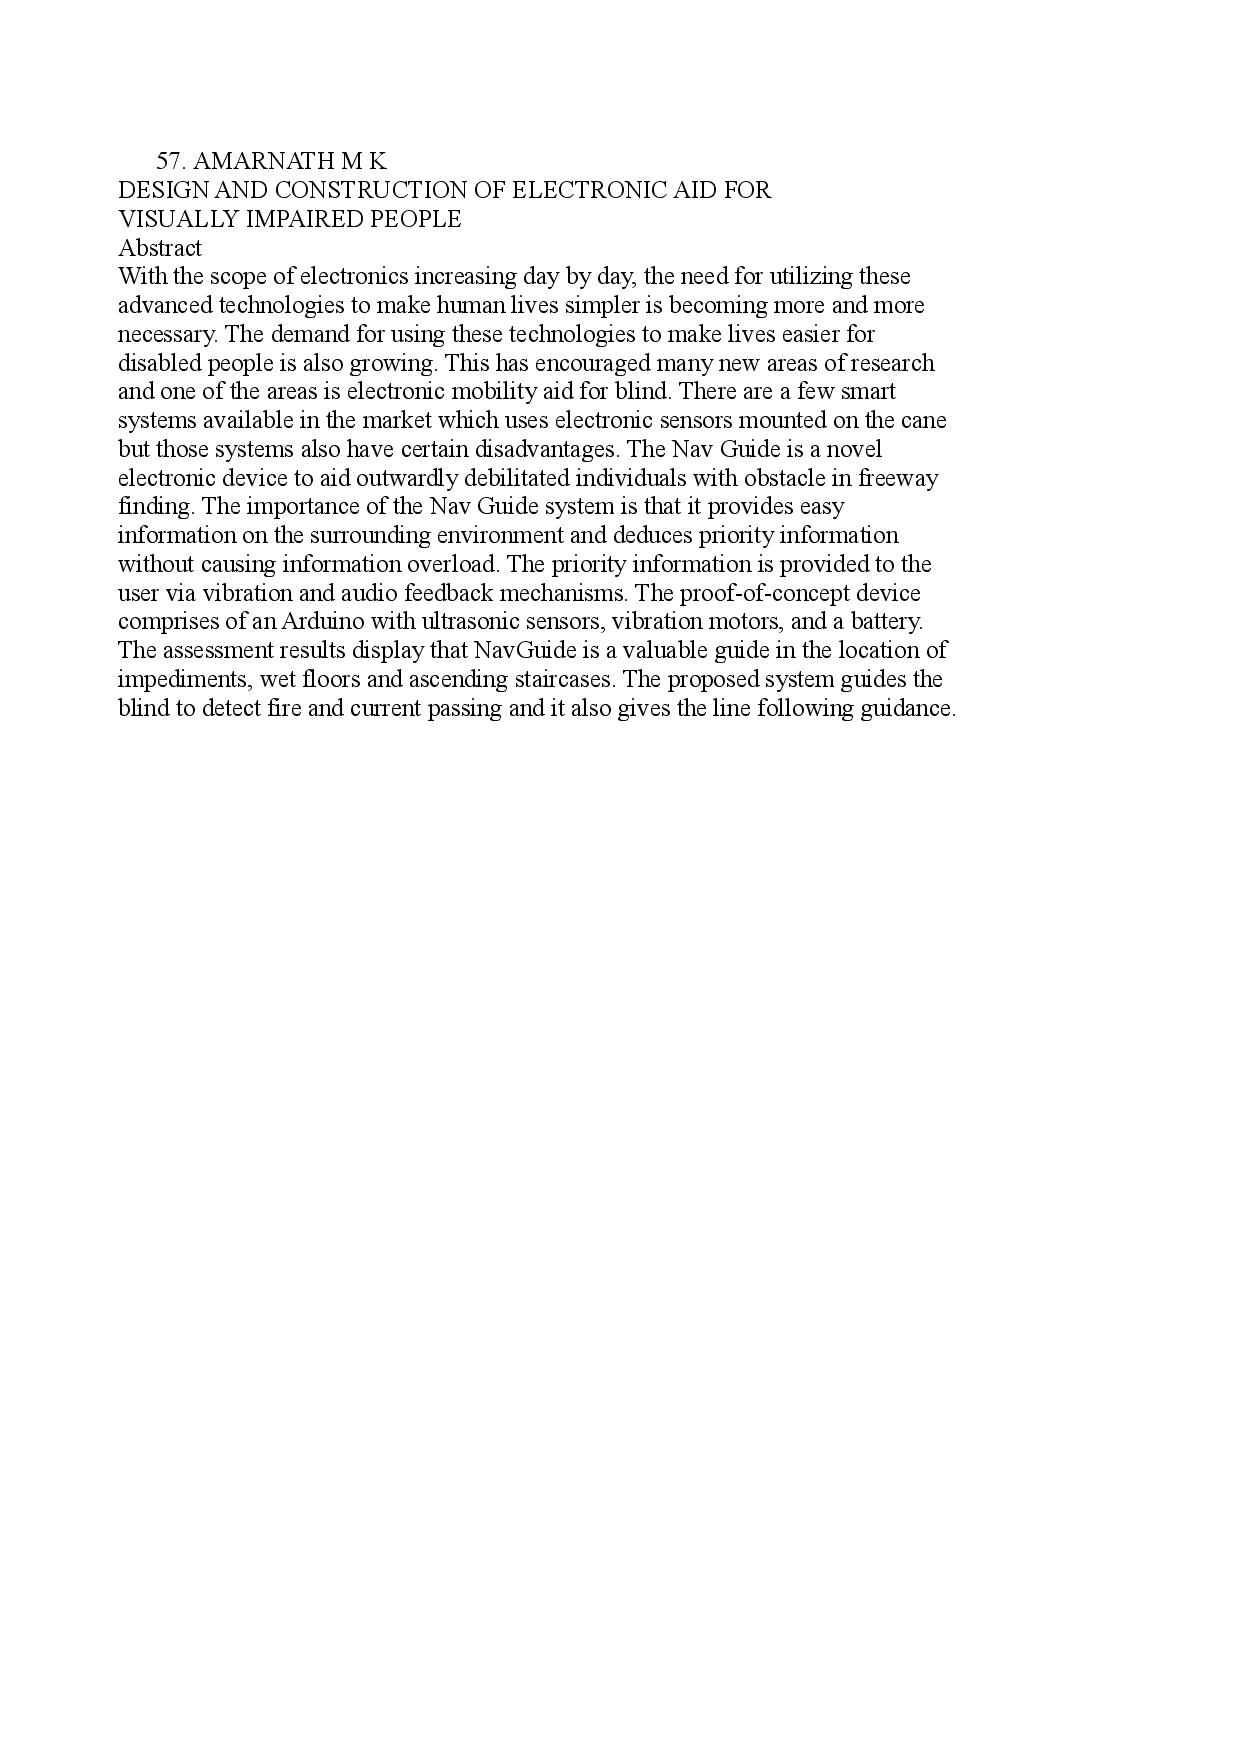 57. AMARNATH M K
DESIGN AND CONSTRUCTION OF ELECTRONIC AID FOR
VISUALLY IMPAIRED PEOPLE
Abstract
With the scope of electronics increasing day by day, the need for utilizing these
advanced technologies to make human lives simpler is becoming more and more
necessary. The demand for using these technologies to make lives easier for
disabled people is also growing. This has encouraged many new areas of research
and one of the areas is electronic mobility aid for blind. There are a few smart
systems available in the market which uses electronic sensors mounted on the cane
but those systems also have certain disadvantages. The Nav Guide is a novel
electronic device to aid outwardly debilitated individuals with obstacle in freeway
finding. The importance of the Nav Guide system is that it provides easy
information on the surrounding environment and deduces priority information
without causing information overload. The priority information is provided to the
user via vibration and audio feedback mechanisms. The proof-of-concept device
comprises of an Arduino with ultrasonic sensors, vibration motors, and a battery.
The assessment results display that NavGuide is a valuable guide in the location of
impediments, wet floors and ascending staircases. The proposed system guides the
blind to detect fire and current passing and it also gives the line following guidance.